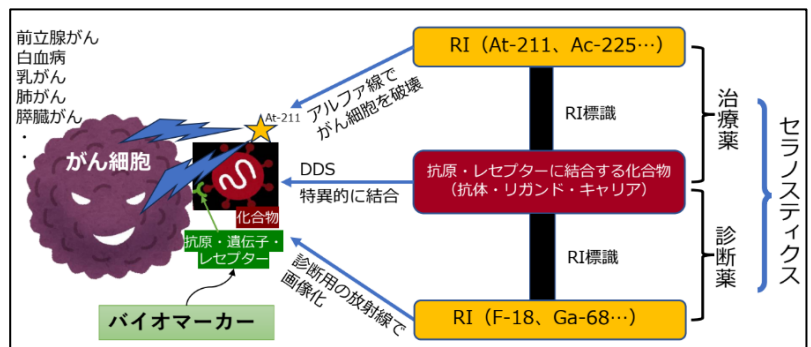 前立腺がん
白血病
乳がん
肺がん
膵臓がん
・
・
がん細胞
At-211
アルファ線で
がん細胞を破壊
DDS
特異的に結合
化合物
抗原・遺伝子・
レセプター
バイオマーカー
診断用の放射線で
画像化
RI（At-211、Ac-225…）
RI標識
抗原・レセプターに結合する化合物
（抗体・リガンド・キャリア）
RI標識
RI（F-18、Ga-68…）
治療薬
診断薬
セラノスティクス